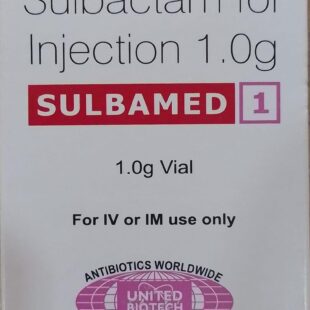 Sulbactam for
Injection 1.0g
SULBAMED 1
1.0g Vial
For IV or IM use only
ANTIBIOTICS WORLDWIDE
UNITED
BIOTECH